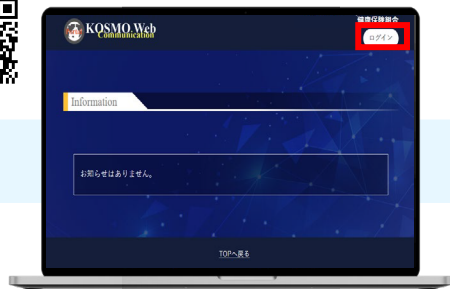 健康保険組合
KOSMO Web
Communication
ログイン
Information
お知らせはありません。
TOPへ戻る